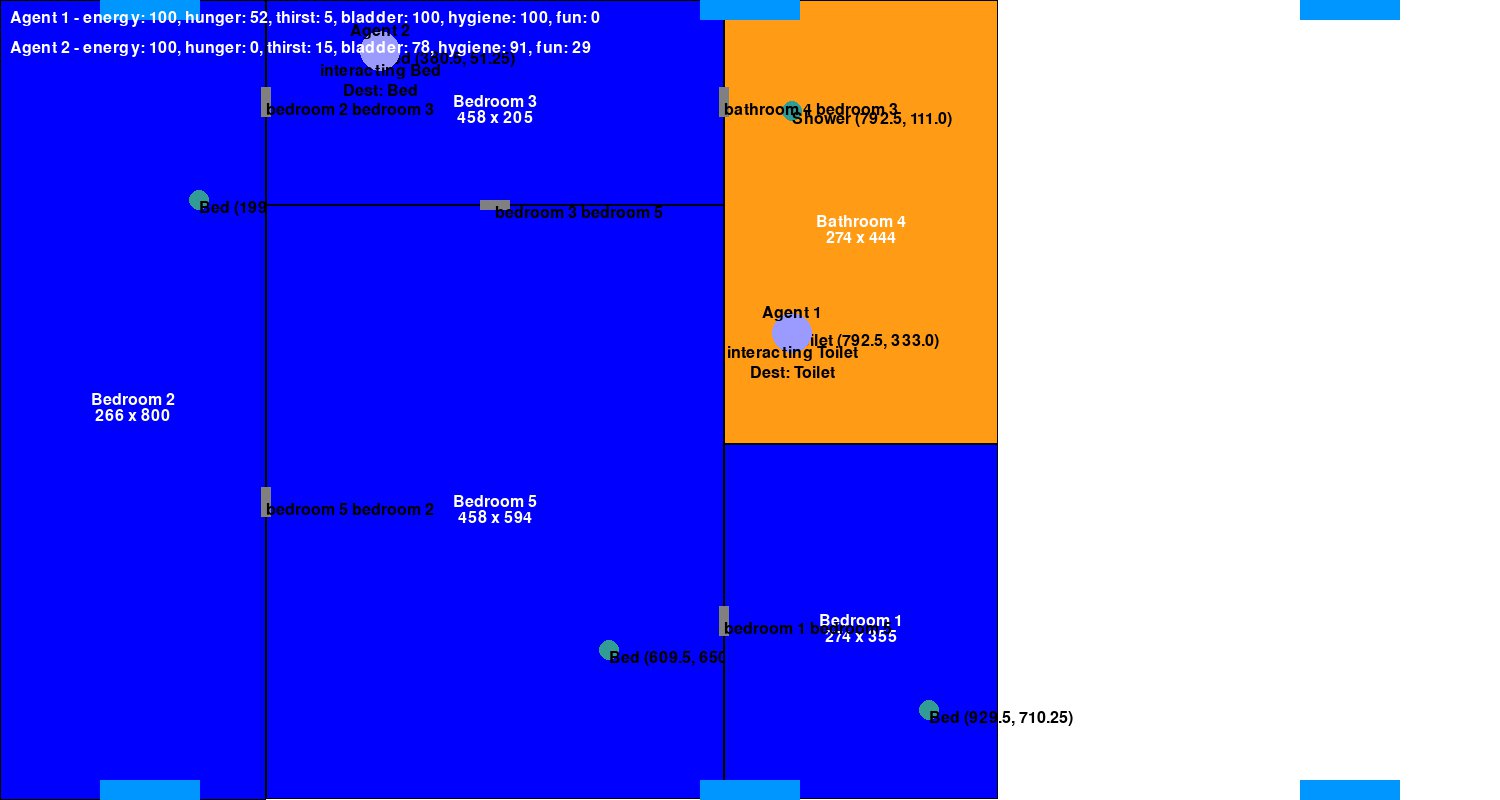 Agent 1 - energy: 100, hunger: 52, thirst: 5, bladder: 100, hygiene: 100, fun: 0
Agent 2
Agent 2 - energy: 100, hunger: 0, thirst: 15, bladder: 78, hygiene: 91, fun: 29
(380.5, 51.25)
interacting Bed
Dest: Bed
Bedroom 3
458 x 205
bedroom 2 bedroom 3
bathroom 4 bedroom 3
Shower (792.5, 111.0)
Bed (199
bedroom 3 bedroom 5
Bathroom 4
274 x 444
Agent 1
ilet (792.5, 333.0)
interacting Toilet
Dest: Toilet
Bedroom 2
266 x 800
Bedroom 5
458 x 594
bedroom 5 bedroom 2
Bedroom 1
bedroom 1
274 x 355
Bed (609.5, 650
Bed (929.5, 710.25)